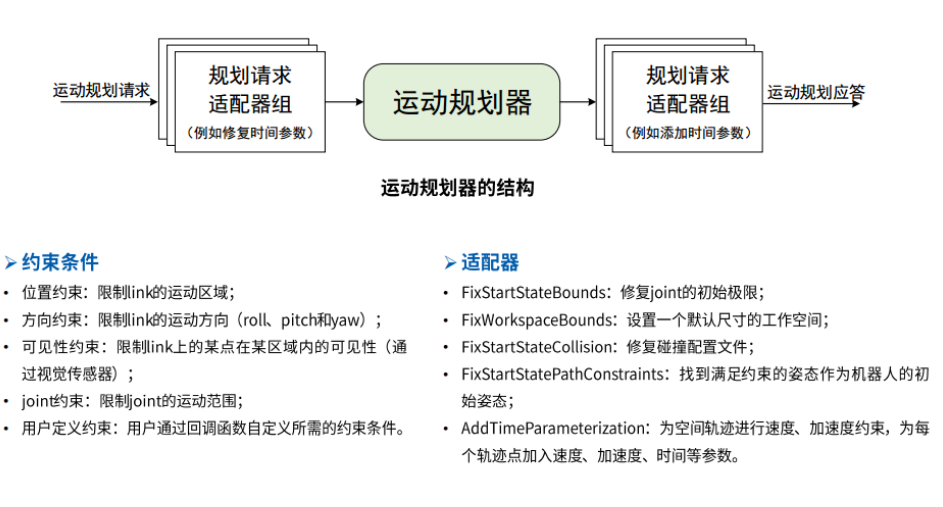 运动规划请求
规划请求
适配器组
（例如修复时间参数）
运动规划器
规划请求
适配器组
（例如添加时间参数）
运动规划应答
运动规划器的结构
➢ 约束条件
• 位置约束：限制link的运动区域；
• 方向约束：限制link的运动方向（roll、pitch和yaw）；
• 可见性约束：限制link上的某点在某区域内的可见性（通
过视觉传感器）；
• joint约束：限制joint的运动范围；
• 用户定义约束：用户通过回调函数自定义所需的约束条件。
➢ 适配器
• FixStartStateBounds：修复joint的初始极限；
• FixWorkspaceBounds：设置一个默认尺寸的工作空间；
• FixStartStateCollision：修复碰撞配置文件；
• FixStartStatePathConstraints：找到满足约束的姿态作为机器人的初
始姿态；
• AddTimeParameterization：为空间轨迹进行速度、加速度约束，为每
个轨迹点加入速度、加速度、时间等参数。